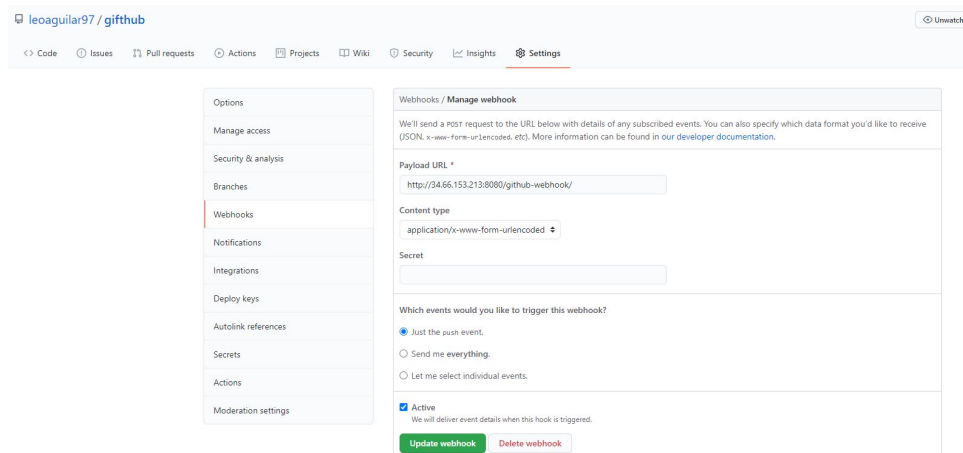 leoaguilar97 / gifthub
Unwatch
Code Issues Pull requests Actions Projects Wiki Security Insights Settings
Options
Manage access
Security & analysis
Branches
Webhooks
Notifications
Integrations
Deploy keys
Autolink references
Secrets
Actions
Moderation settings
Webhooks / Manage webhook
We'll send a POST request to the URL below with details of any subscribed events. You can also specify which data format you'd like to receive
(JSON, x-www-form-urlencoded, etc). More information can be found in our developer documentation.
Payload URL *
http://34.66.153.213:8080/github-webhook/
Content type
application/x-www-form-urlencoded
Secret
Which events would you like to trigger this webhook?
Just the push event.
Send me everything.
Let me select individual events.
Active
We will deliver event details when this hook is triggered.
Update webhook Delete webhook